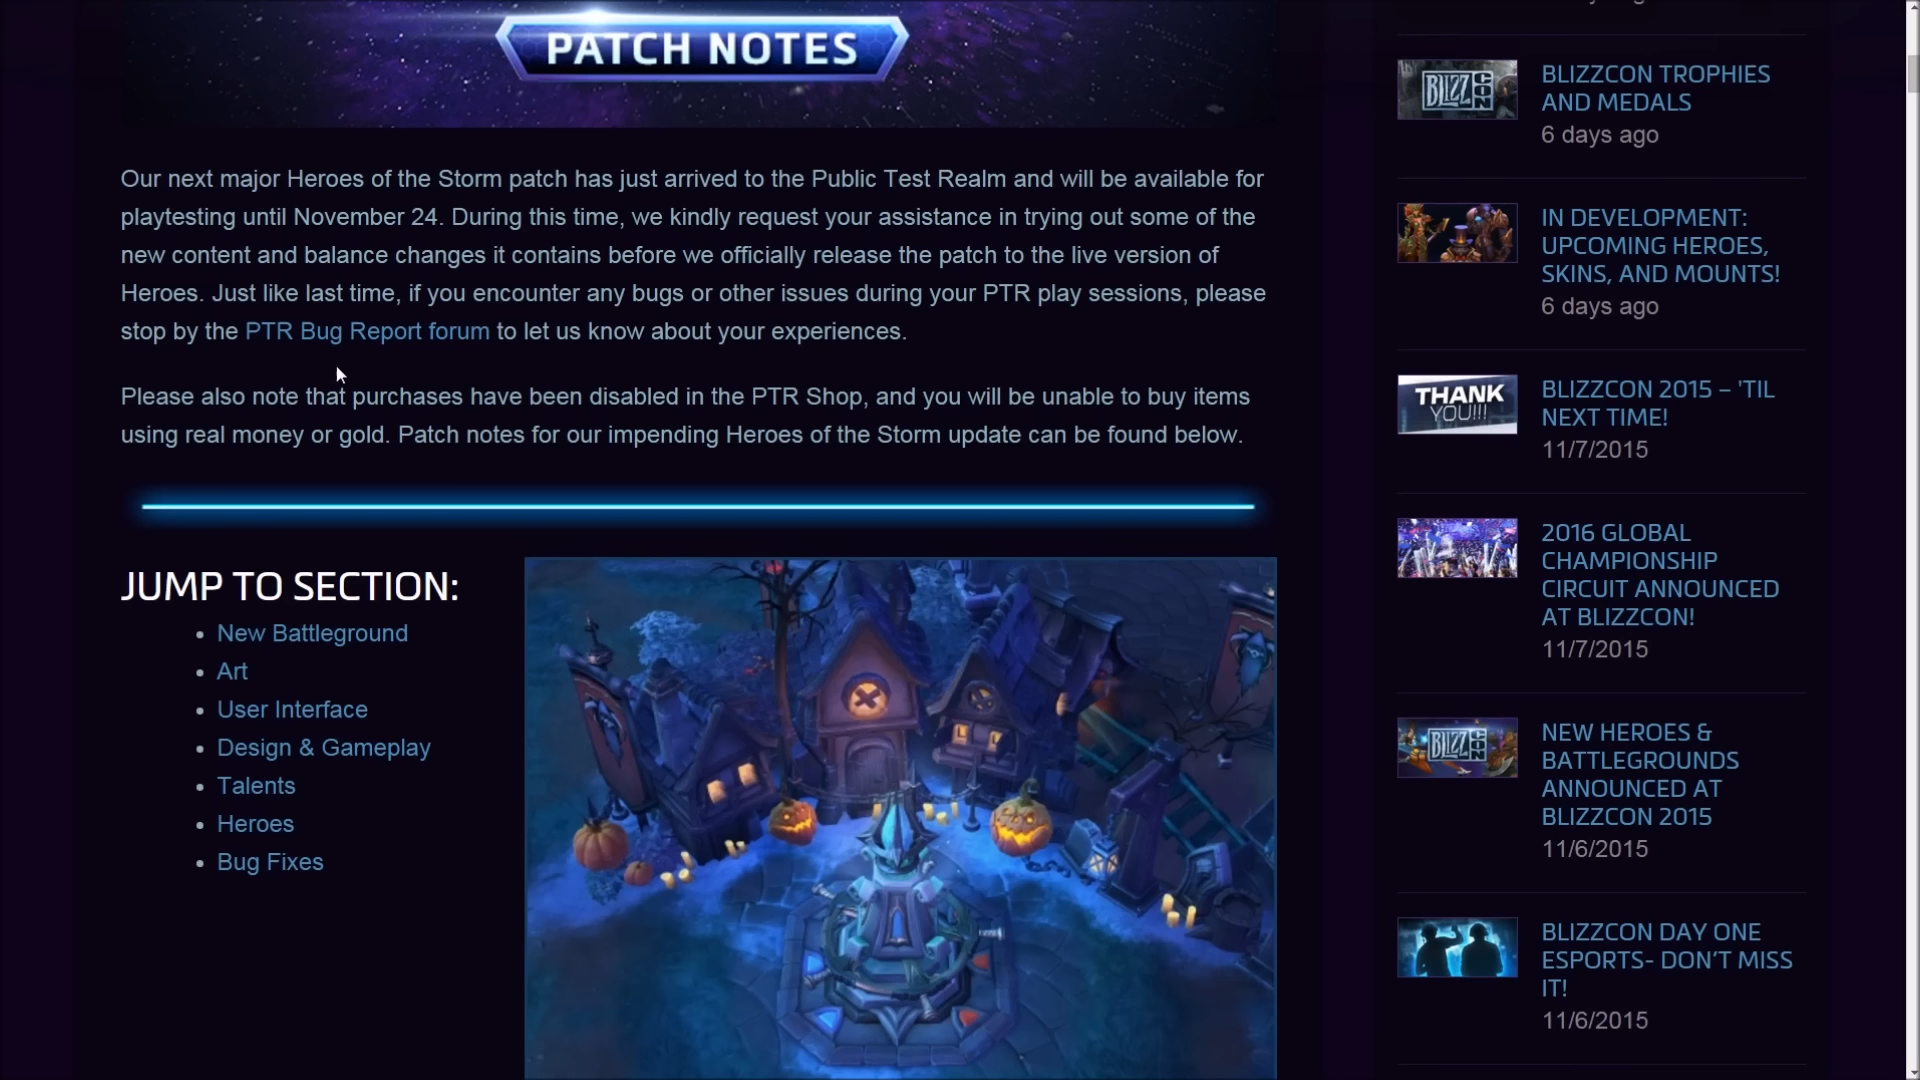 PATCH NOTES
Our next major Heroes of the Storm patch has just arrived to the Public Test Realm and will be available for
playtesting until November 24. During this time, we kindly request your assistance in trying out some of the
new content and balance changes it contains before we officially release the patch to the live version of
Heroes. Just like last time, if you encounter any bugs or other issues during your PTR play sessions, please
stop by the PTR Bug Report forum to let us know about your experiences.
Please also note that purchases have been disabled in the PTR Shop, and you will be unable to buy items
using real money or gold. Patch notes for our impending Heroes of the Storm update can be found below.
JUMP TO SECTION:
New Battleground
Art
User Interface
Design & Gameplay
Talents
Heroes
Bug Fixes
BLIZZ CON
BLIZZCON TROPHIES
AND MEDALS
6 days ago
IN DEVELOPMENT:
UPCOMING HEROES,
SKINS, AND MOUNTS!
6 days ago
THANK
YOU!!!
BLIZZCON 2015 – 'TIL
NEXT TIME!
11/7/2015
2016 GLOBAL
CHAMPIONSHIP
CIRCUIT ANNOUNCED
AT BLIZZCON!
11/7/2015
BLIZZ CON
NEW HEROES &
BATTLEGROUNDS
ANNOUNCED AT
BLIZZCON 2015
11/6/2015
BLIZZCON DAY ONE
ESPORTS- DON'T MISS
IT!
11/6/2015